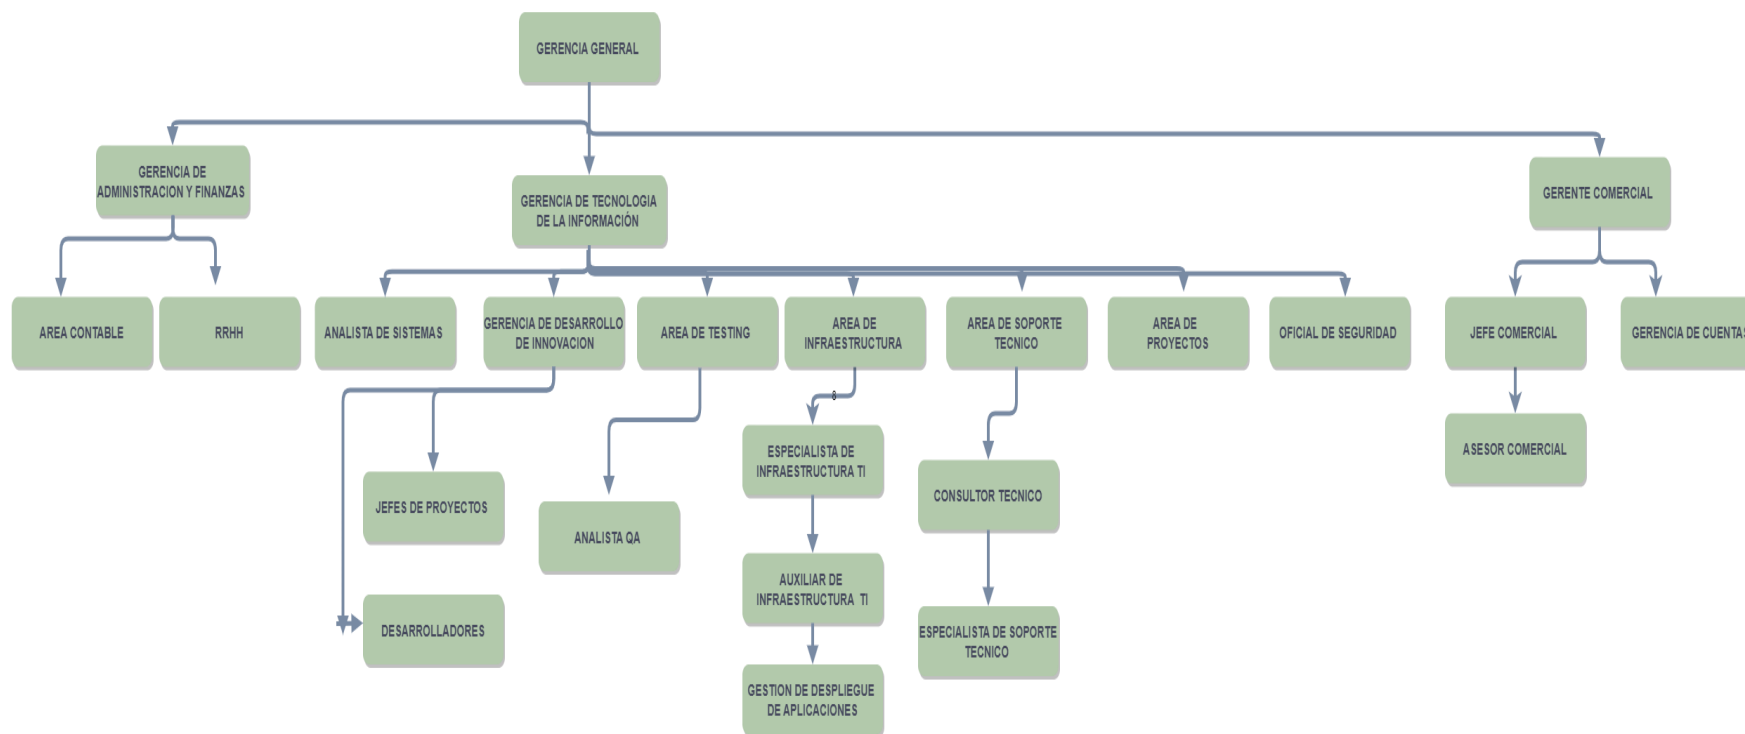 GERENCIA GENERAL
GERENCIA DE
ADMINISTRACION Y FINANZAS
GERENCIA DE TECNOLOGIA
DE LA INFORMACIÓN
GERENTE COMERCIAL
AREA CONTABLE
RRHH
ANALISTA DE SISTEMAS
GERENCIA DE DESARROLLO
DE INNOVACION
AREA DE TESTING
AREA DE
INFRAESTRUCTURA
AREA DE SOPORTE
TECNICO
AREA DE
PROYECTOS
OFICIAL DE SEGURIDAD
JEFE COMERCIAL
GERENCIA DE CUENTAS
JEFES DE PROYECTOS
DESARROLLADORES
ANALISTA QA
ESPECIALISTA DE
INFRAESTRUCTURA TI
AUXILIAR DE
INFRAESTRUCTURA TI
GESTION DE DESPLIEGUE
DE APLICACIONES
CONSULTOR TECNICO
ESPECIALISTA DE SOPORTE
TECNICO
ASESOR COMERCIAL